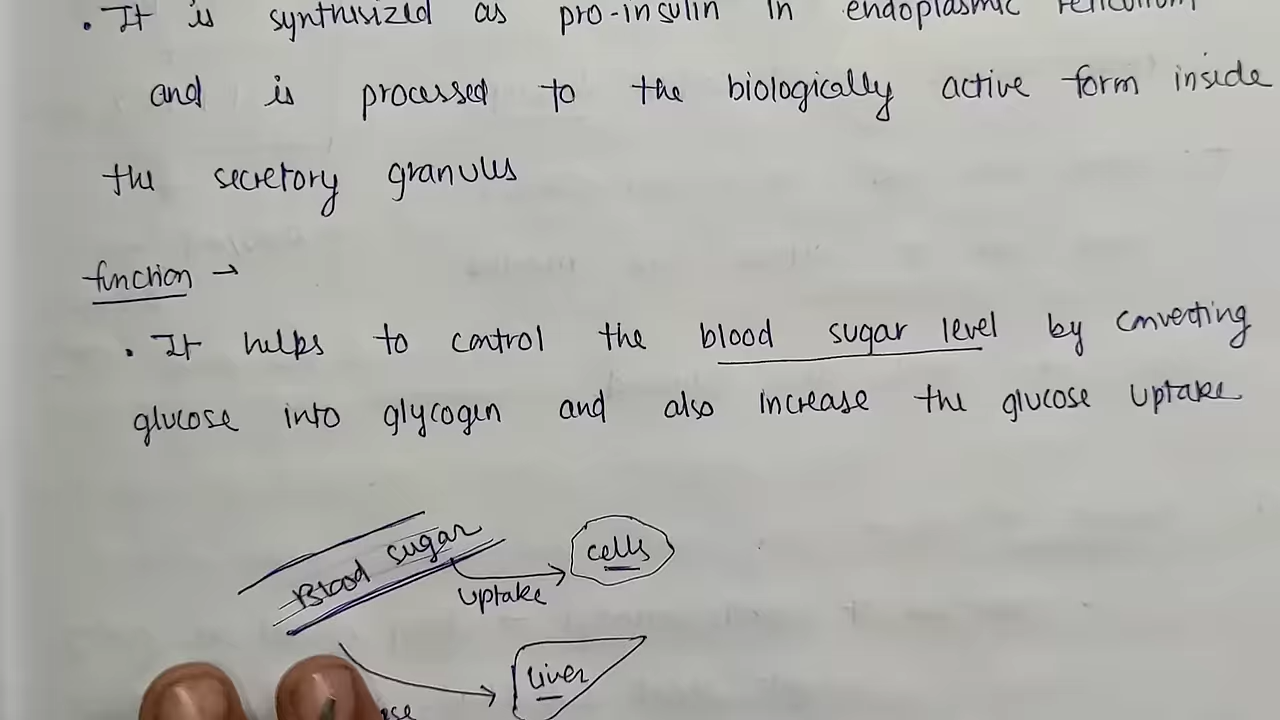 . It is synthisized as pro-insulin in endoplasmic reticulum
and is processed to the biologically active form inside
the secretory granules
function →
. It helps to control the blood sugar level by converting
glucose into glycogen and also increase the glucose uptake
Blood sugar
cells
uptake
liver